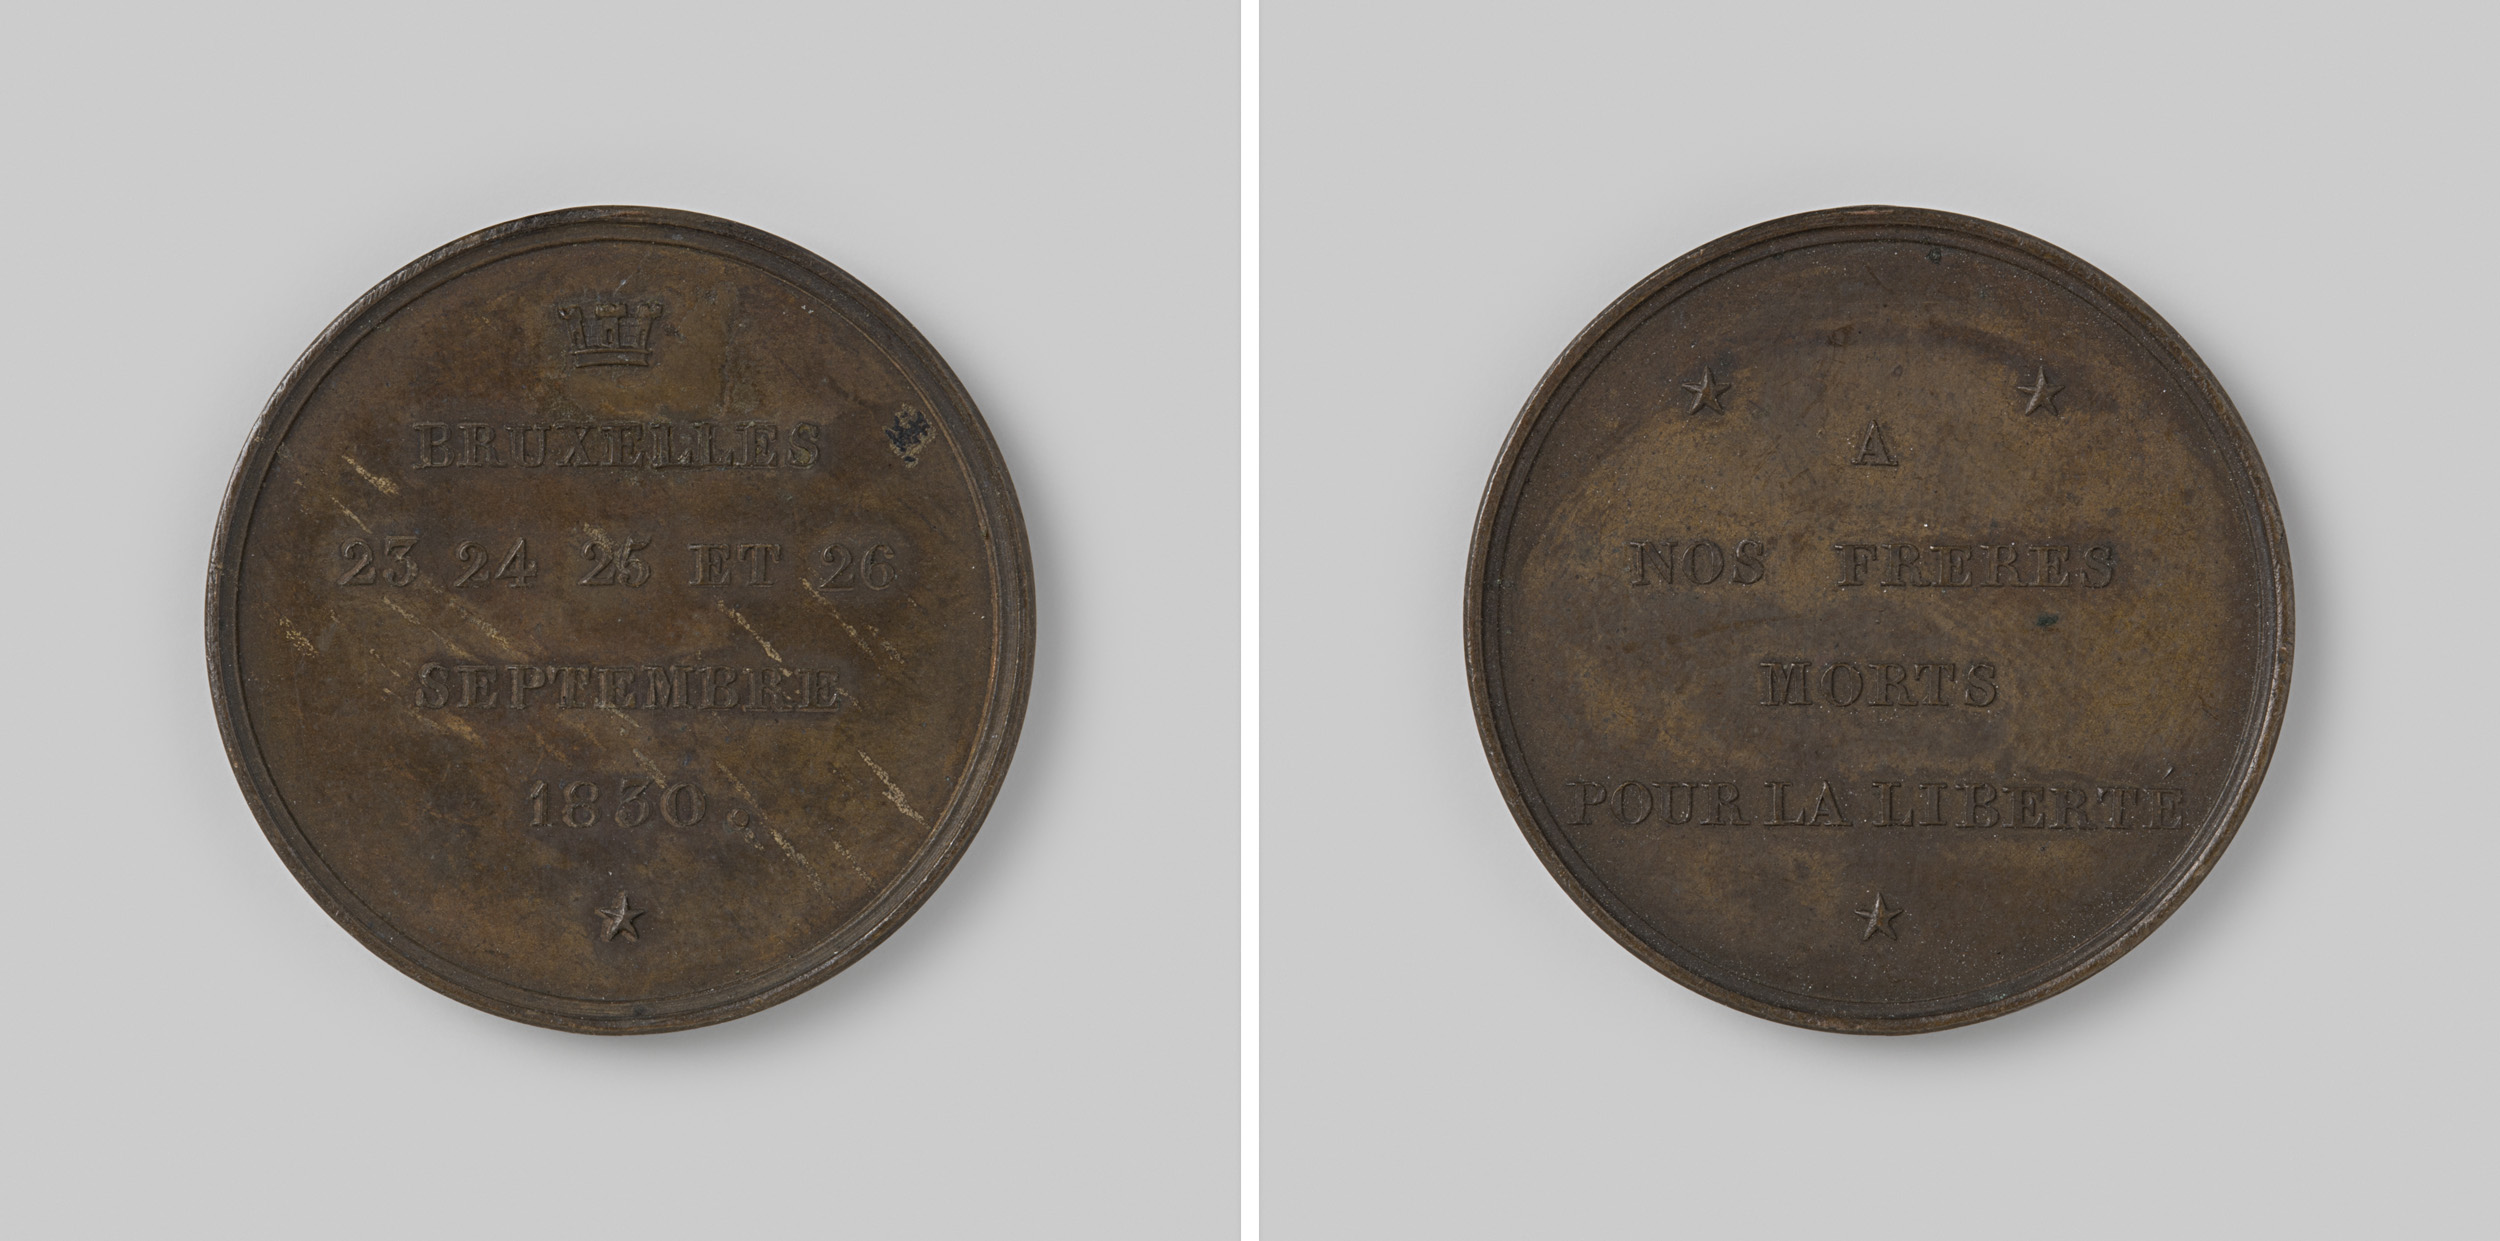 BRUXELLES
23 24 25 ET 26
SEPTEMBRE
1830.
A
NOS FRERES
MORTS
POUR LA LIBERTÉ